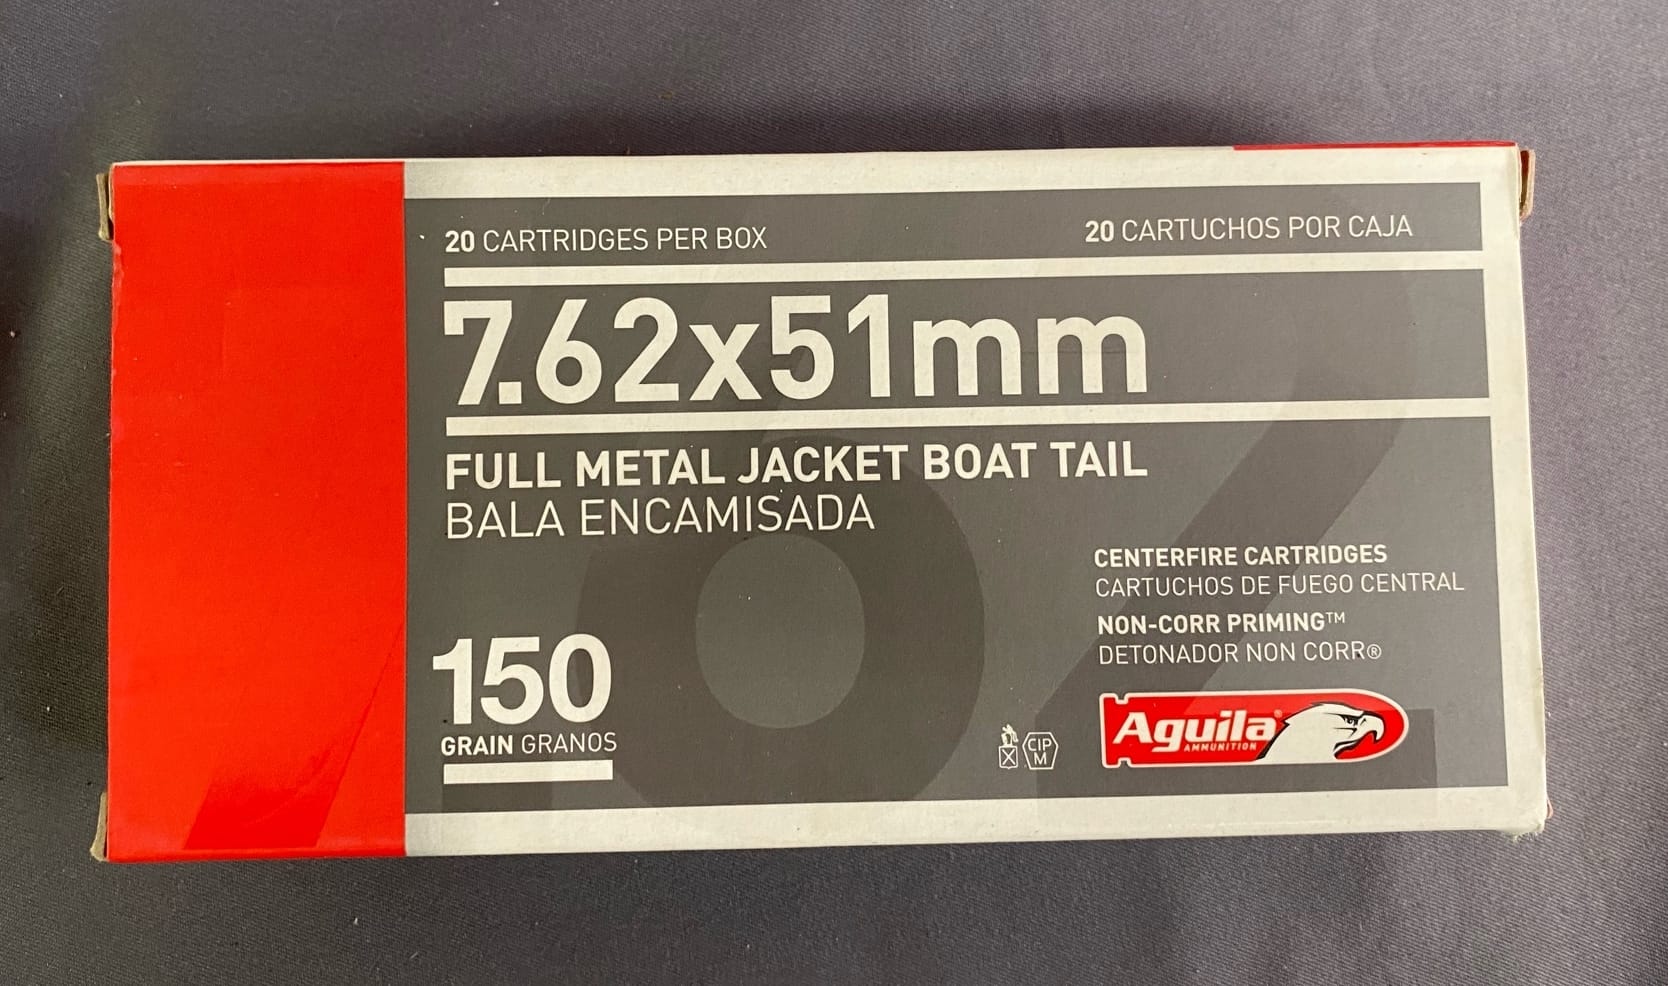 20 CARTRIDGES PER BOX
20 CARTUCHOS POR CAJA
7.62x51mm
FULL METAL JACKET BOAT TAIL
BALA ENCAMISADA
CENTERFIRE CARTRIDGES
CARTUCHOS DE FUEGO CENTRAL
NON-CORR PRIMING™
DETONADOR NON CORR®
150
GRAIN GRANOS
CIP
M
Aguila®
AMMUNITION